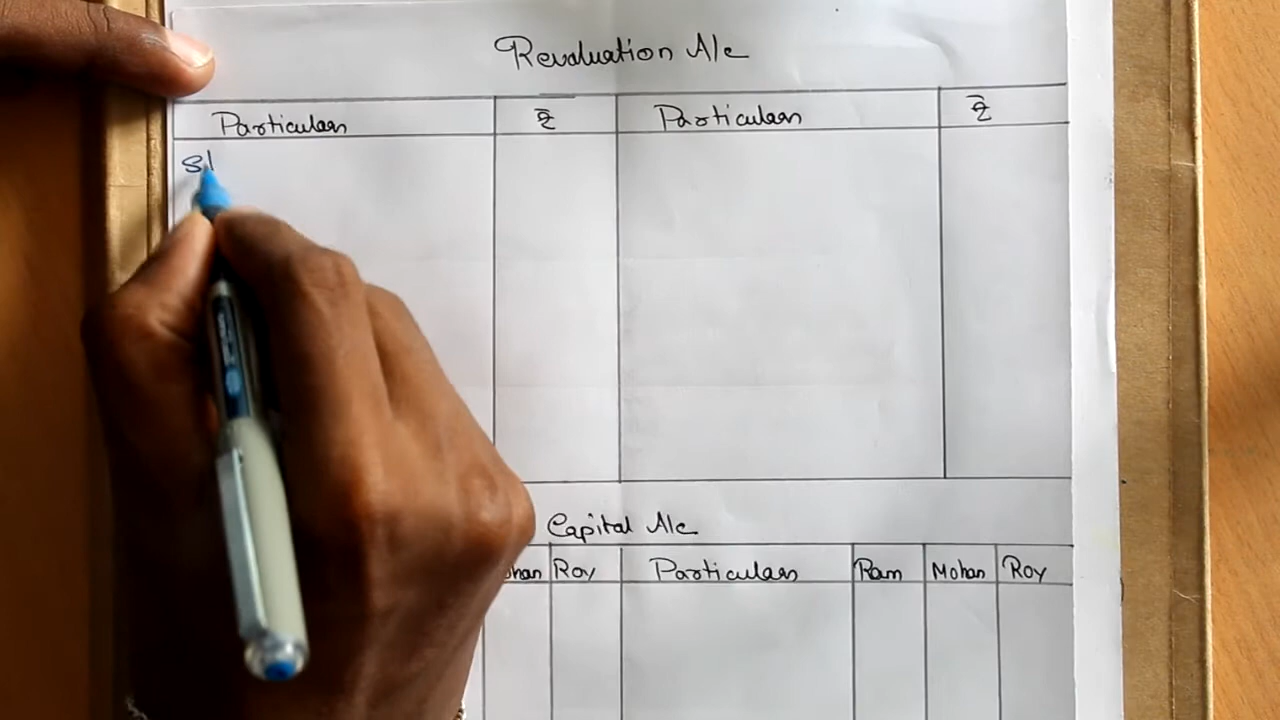 Revaluation A/c
Particulars ₹ Particulars ₹
Capital A/c
Roy Particulars Ram Mohan Roy